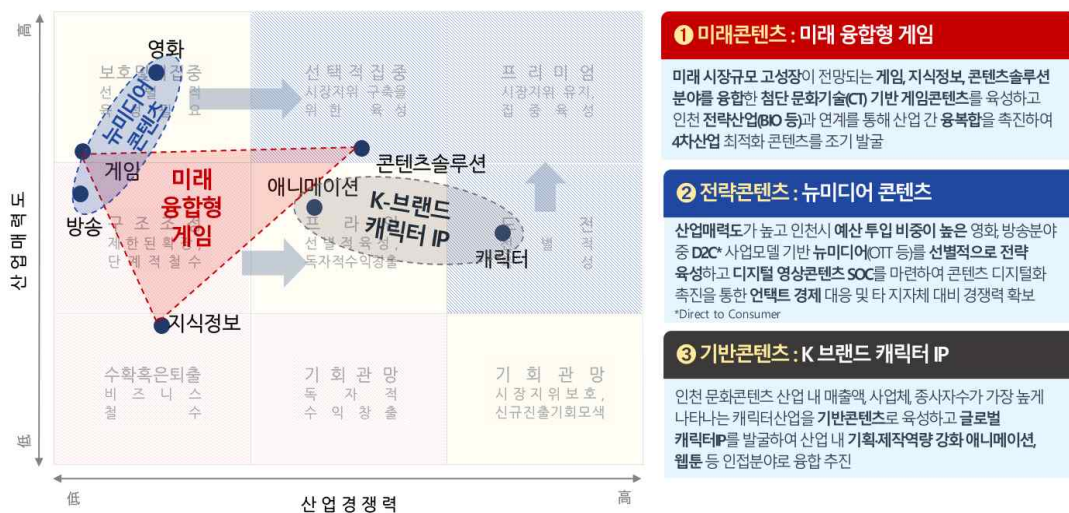 高
산업매력도
低
영화
보호및 집중
뉴미디어
콘텐츠
선택적집중
시장지위 구축을
위한 육성
프리미엄
시장지위 유지,
집중육성
게임
방송
미래
융합형
게임
콘텐츠솔루션
애니메이션
K-브랜드
캐릭터 IP
캐릭터
구조조정
제한된확장,
단계적철수
선별적육성,
독자적수익창출
지식정보
수확혹은퇴출
비즈니스
철수
기회관망
독자적
수익창출
기회관망
시장지위보호,
신규진출기회모색
低
산업경쟁력
高
❶ 미래콘텐츠 : 미래 융합형 게임
미래 시장규모 고성장이 전망되는 게임, 지식정보, 콘텐츠솔루션
분야를 융합한 첨단 문화기술(CT) 기반 게임콘텐츠를 육성하고
인천 전략산업(BIO 등)과 연계를 통해 산업 간 융복합을 촉진하여
4차산업 최적화 콘텐츠를 조기 발굴
❷ 전략콘텐츠 : 뉴미디어 콘텐츠
산업매력도가 높고 인천시 예산 투입 비중이 높은 영화 방송분야
중 D2C* 사업모델 기반 뉴미디어(OTT 등)를 선별적으로 전략
육성하고 디지털 영상콘텐츠 SOC를 마련하여 콘텐츠 디지털화
촉진을 통한 언택트 경제 대응 및 타 지자체 대비 경쟁력 확보
*Direct to Consumer
❸ 기반콘텐츠 : K 브랜드 캐릭터 IP
인천 문화콘텐츠 산업 내 매출액, 사업체, 종사자수가 가장 높게
나타나는 캐릭터산업을 기반콘텐츠로 육성하고 글로벌
캐릭터IP를 발굴하여 산업 내 기획·제작역량 강화 애니메이션,
웹툰 등 인접분야로 융합 추진